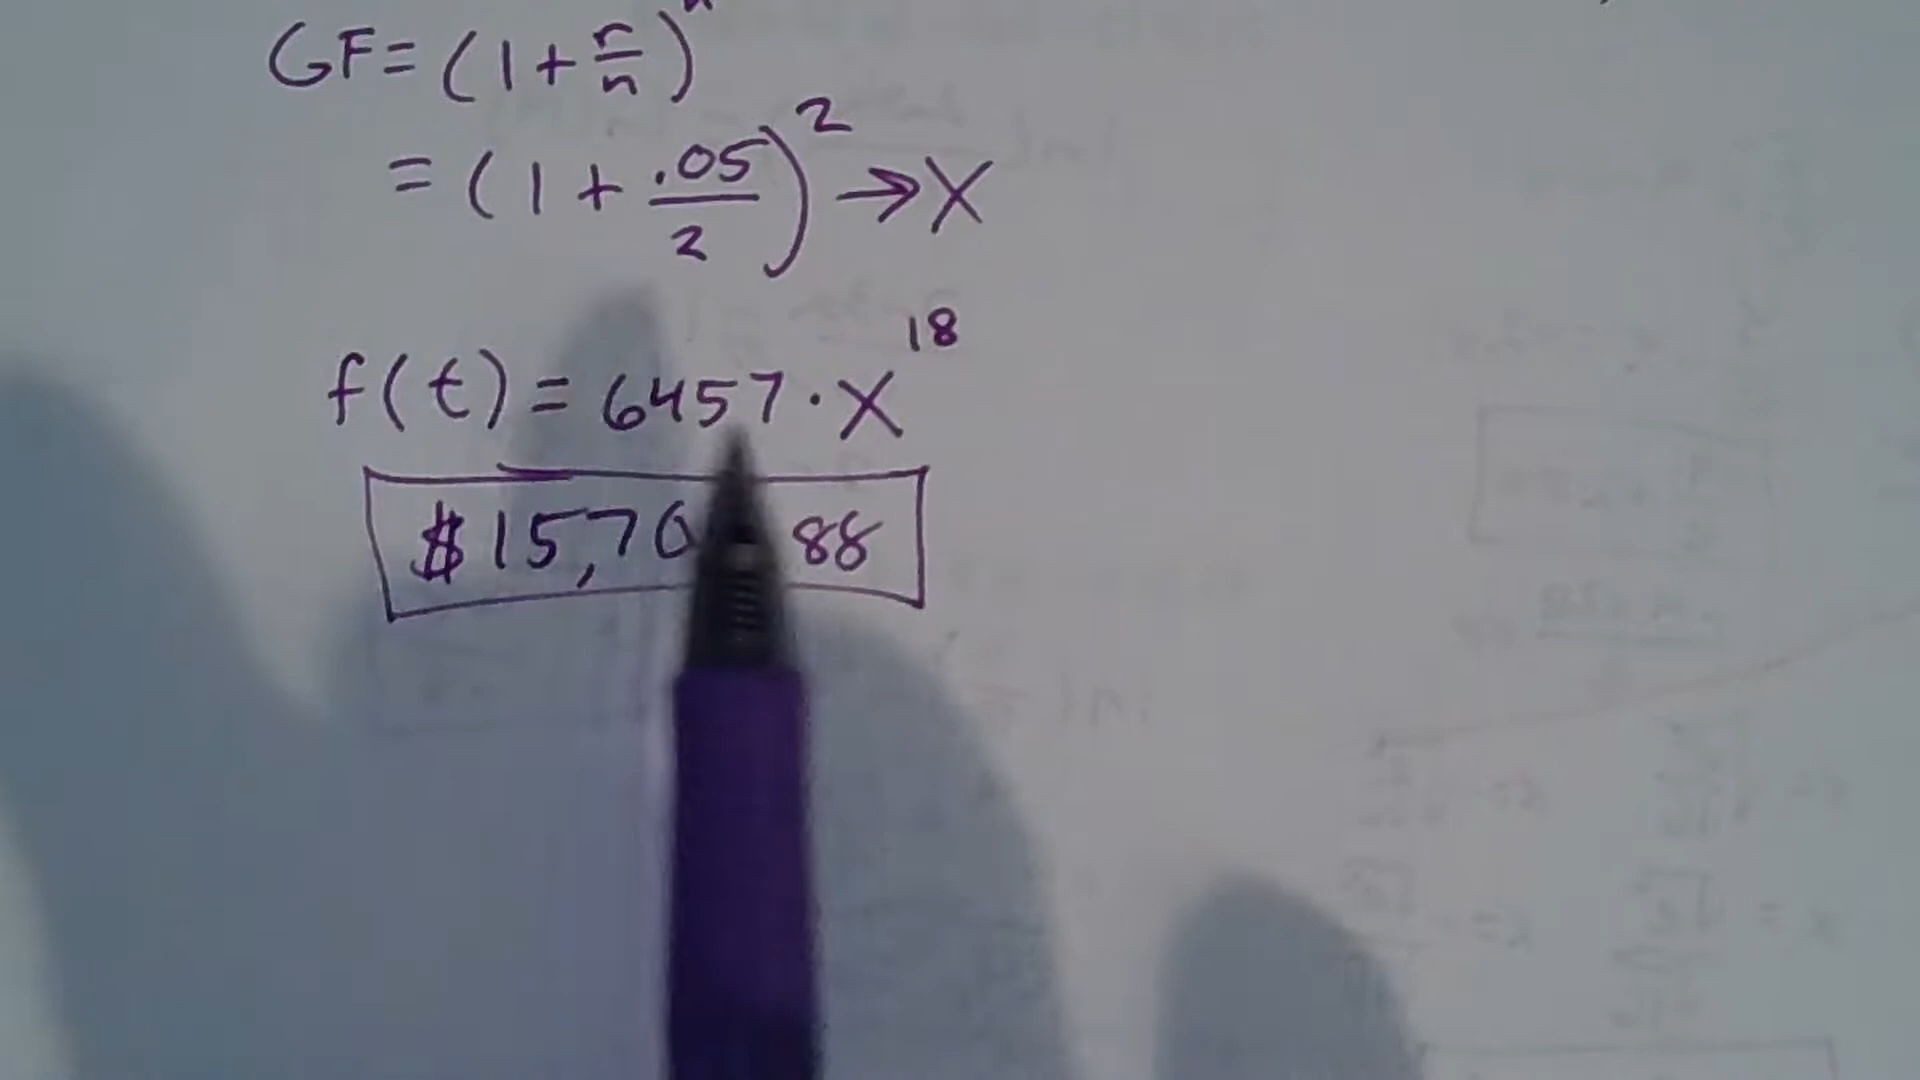 GF = (1 + r/n)^n
= (1 + .05/2)^2 → X
f(t) = 6457 · X^18
$15,70 88